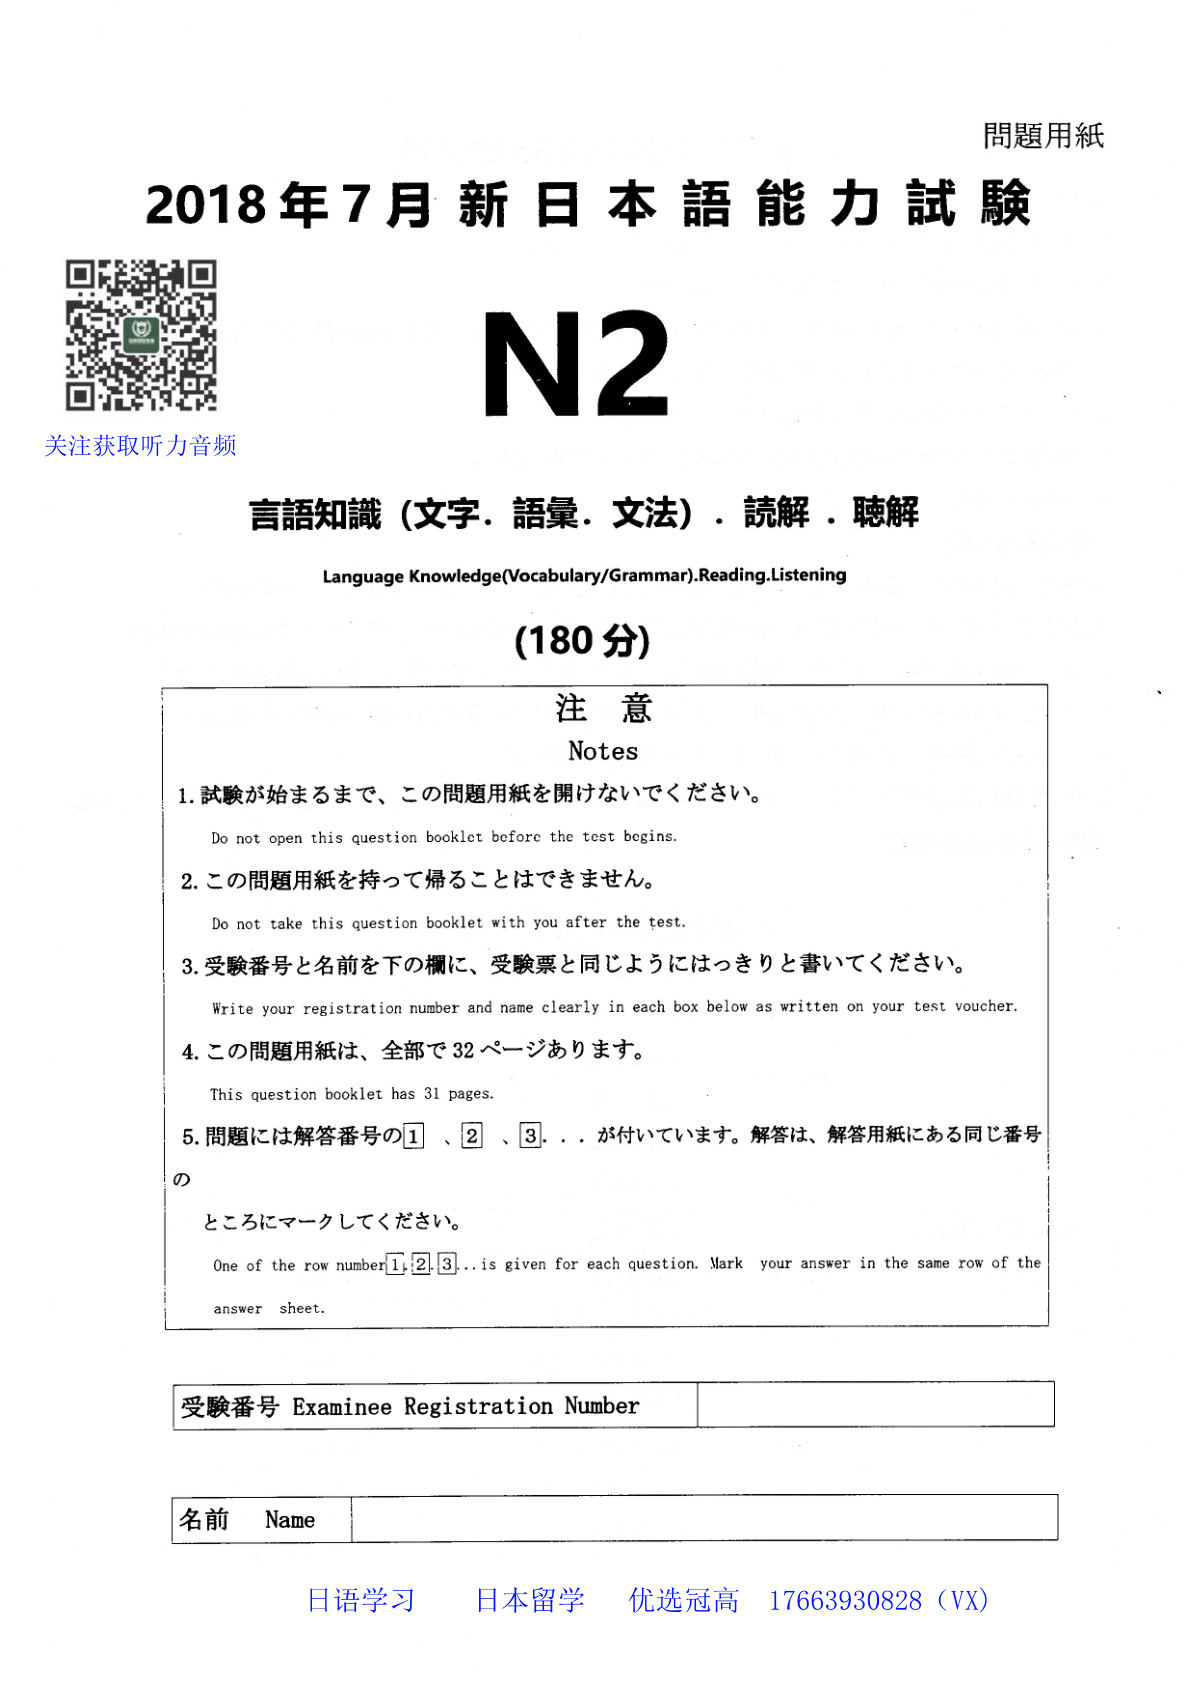 問題用紙
2018年7月新日本語能力試験
N2
关注获取听力音频
言語知識（文字．語彙．文法）．読解．聴解
Language Knowledge(Vocabulary/Grammar).Reading.Listening
(180分)
注 意
Notes
1.試験が始まるまで、この問題用紙を開けないでください。
Do not open this question booklet before the test begins.
2.この問題用紙を持って帰ることはできません。
Do not take this question booklet with you after the test.
3.受験番号と名前を下の欄に、受験票と同じようにはっきりと書いてください。
Write your registration number and name clearly in each box below as written on your test voucher.
4.この問題用紙は、全部で32ページあります。
This question booklet has 31 pages.
5.問題には解答番号の1、2、3...が付いています。解答は、解答用紙にある同じ番号
の
ところにマークしてください。
One of the row number1.2.3...is given for each question. Mark your answer in the same row of the
answer sheet.
受験番号 Examinee Registration Number
名前 Name
日语学习 日本留学 优选冠高 17663930828（VX）